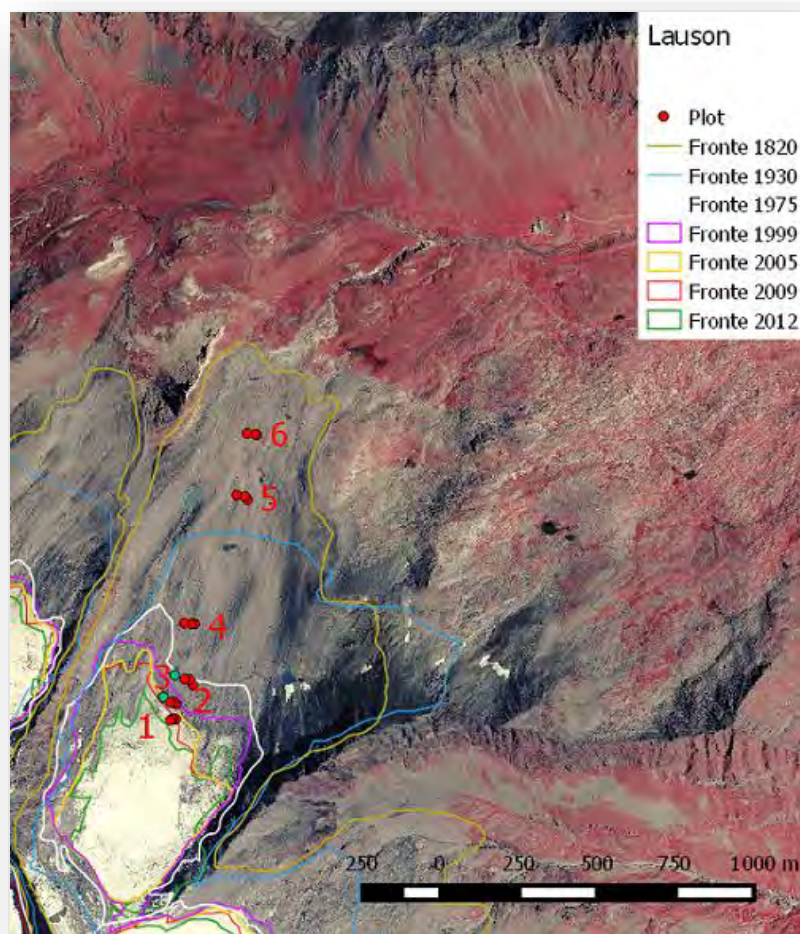 Lauson
Plot
Fronte 1820
Fronte 1930
Fronte 1975
Fronte 1999
Fronte 2005
Fronte 2009
Fronte 2012
6
5
4
3
2
1
250 0 250 500 750 1000 m